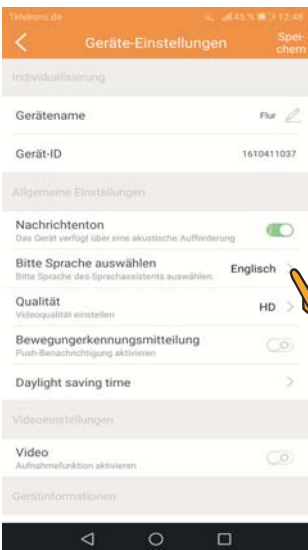 Telekom.de 45 % 12:48
Geräte-Einstellungen
Spei-
chern
Individualisierung
Gerätename Flur
Gerät-ID 1610411037
Allgemeine Einstellungen
Nachrichtenton
Das Gerät verfügt über eine akustische Aufforderung
Bitte Sprache auswählen Englisch
Bitte Sprache des Sprachassistents auswählen.
Qualität HD
Videoqualität einstellen
Bewegungerkennungsmitteilung
Push-Benachrichtigung aktivieren
Daylight saving time
Videoeinstellungen
Video
Aufnahmefunktion aktivieren
Gerätinformationen